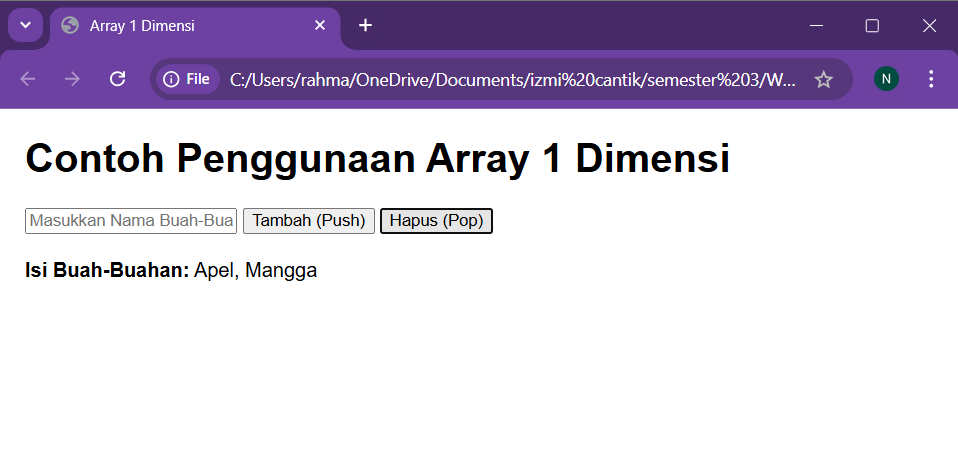 Array 1 Dimensi
File C:/Users/rahma/OneDrive/Documents/izmi%20cantik/semester%203/W... N
Contoh Penggunaan Array 1 Dimensi
Masukkan Nama Buah-Bua Tambah (Push) Hapus (Pop)
Isi Buah-Buahan: Apel, Mangga